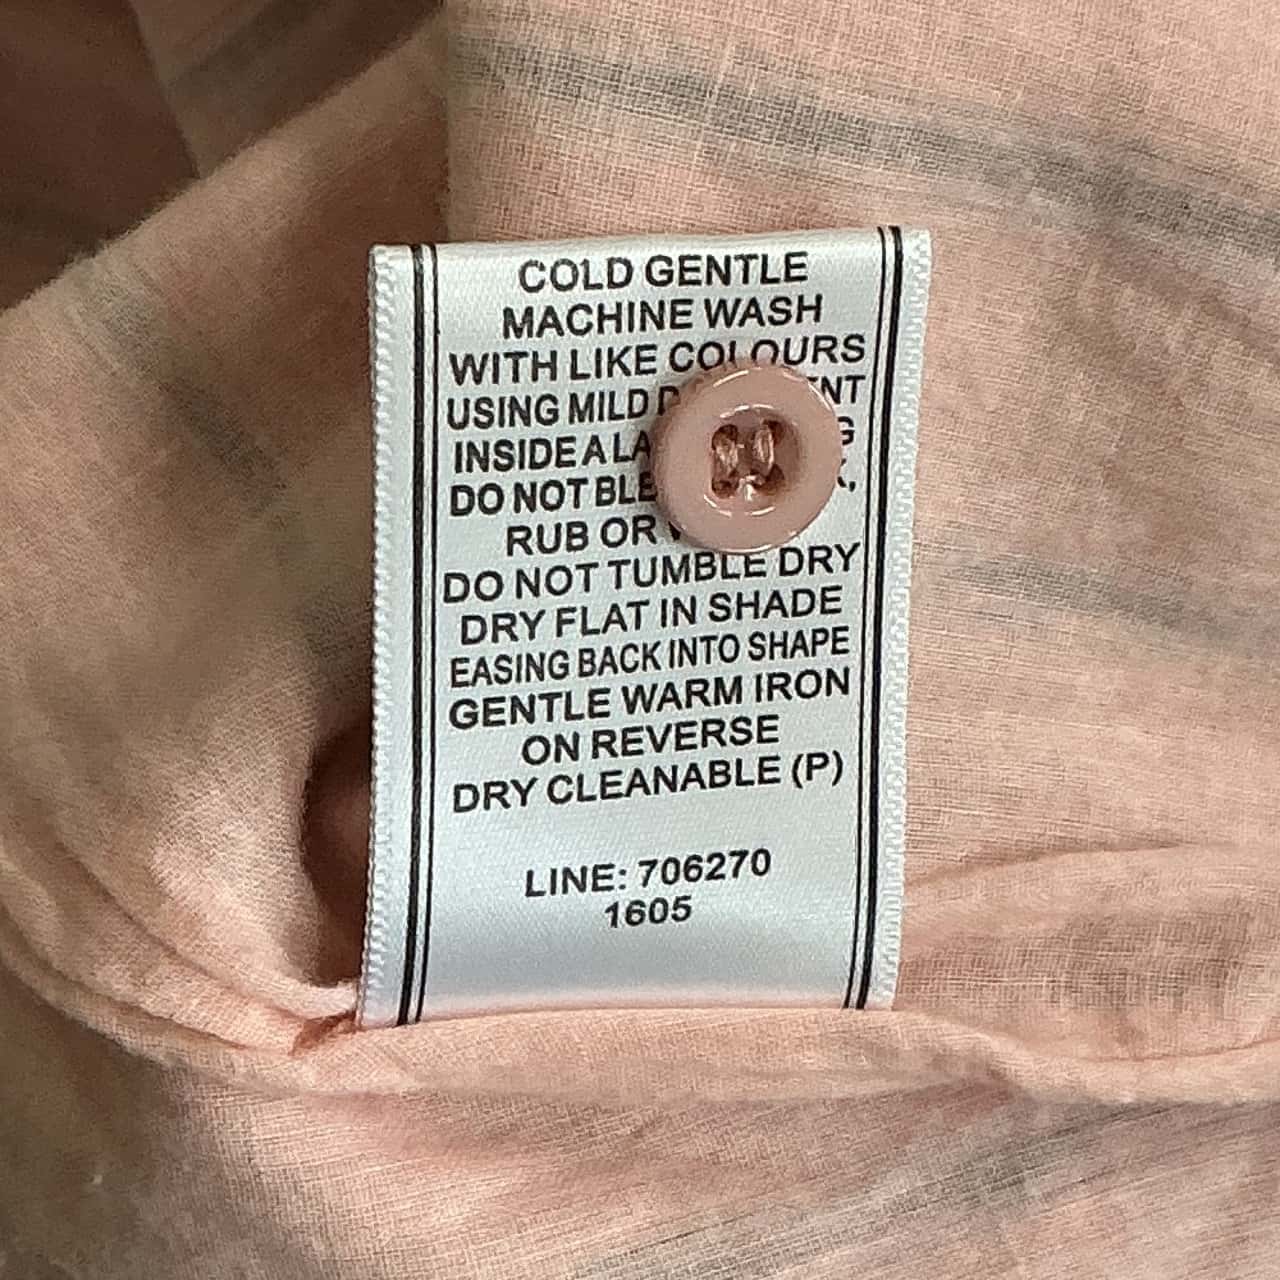 COLD GENTLE
MACHINE WASH
WITH LIKE COLOURS
USING MILD
INSIDE A
DO NOT
RUB OR
DO NOT TUMBLE DRY
DRY FLAT IN SHADE
EASING BACK INTO SHAPE
GENTLE WARM IRON
ON REVERSE
DRY CLEANABLE (P)
LINE: 706270
1605